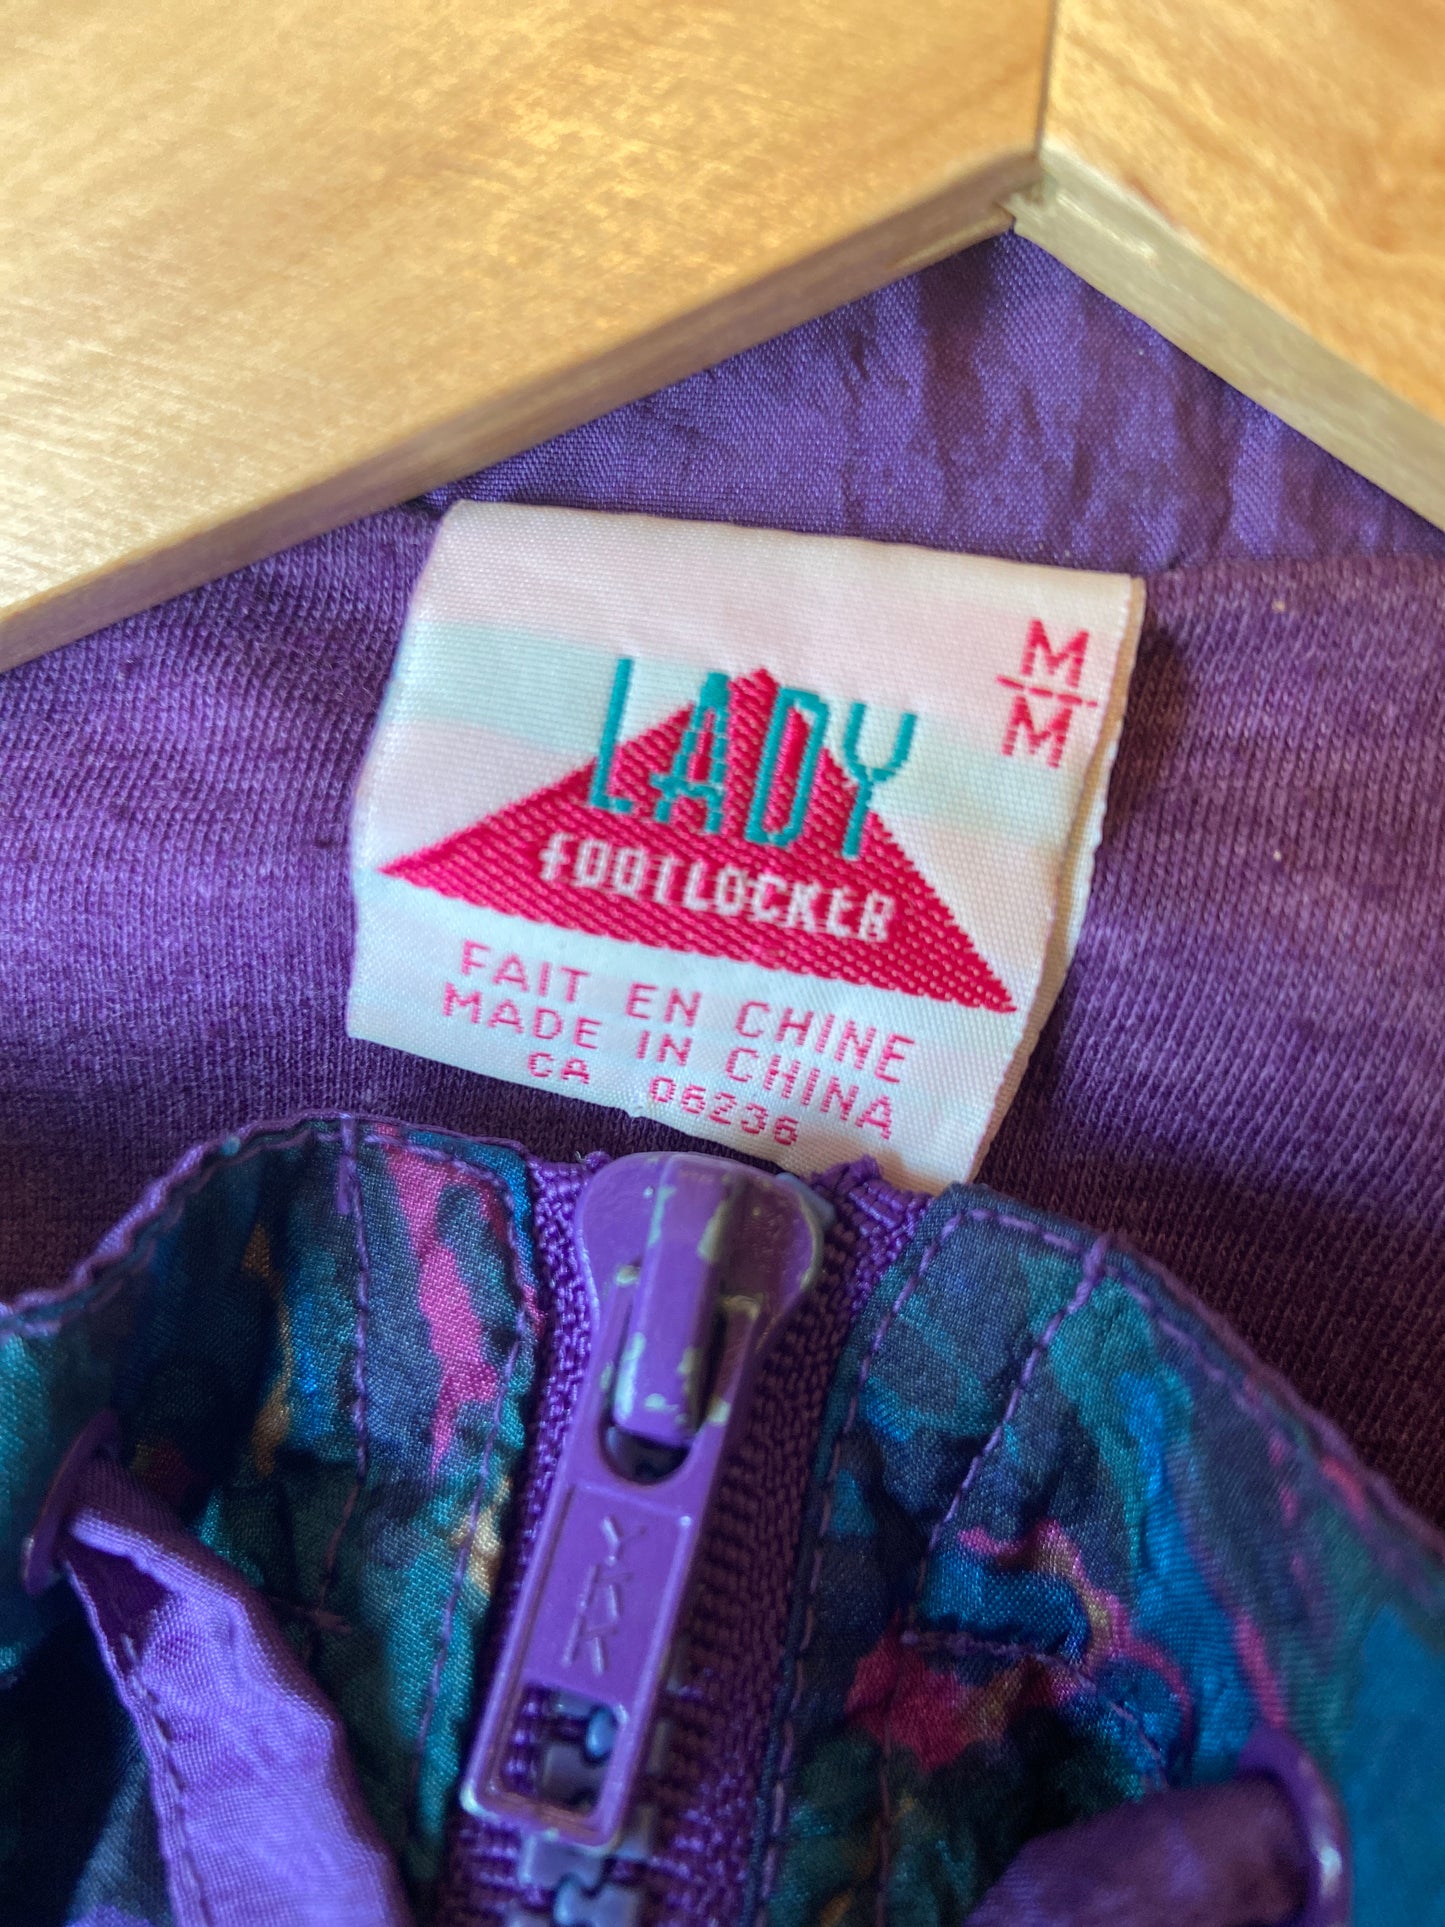 M
M
LADY
FOOTLOCKER
FAIT EN CHINE
MADE IN CHINA
CA 06236
YKK